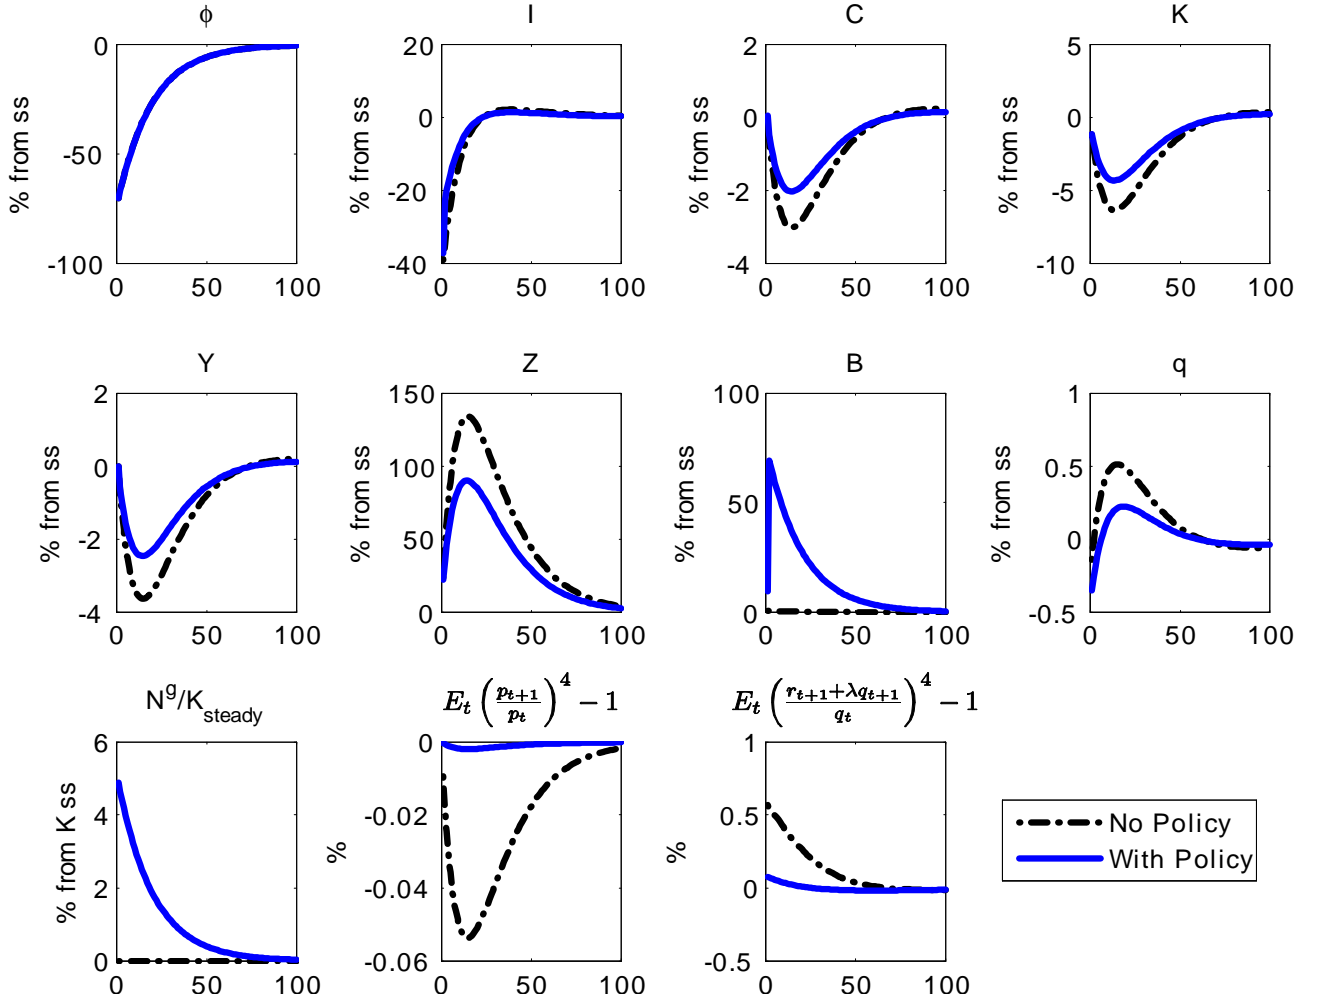 ϕ I C K
% from ss 0 -50 -100 0 50 100
% from ss 20 0 -20 -40 0 50 100
% from ss 2 0 -2 -4 0 50 100
% from ss 5 0 -5 -10 0 50 100
Y Z B q
% from ss 2 0 -2 -4 0 50 100
% from ss 150 100 50 0 0 50 100
% from ss 100 50 0 0 50 100
% from ss 1 0.5 0 -0.5 0 50 100
N^g/K_steady
% from K ss 6 4 2 0 0 50 100
E_t (p_{t+1}/p_t)^4 − 1
% 0 -0.02 -0.04 -0.06 0 50 100
E_t (r_{t+1}+λq_{t+1}/q_t)^4 − 1
% 1 0.5 0 -0.5 0 50 100
No Policy
With Policy